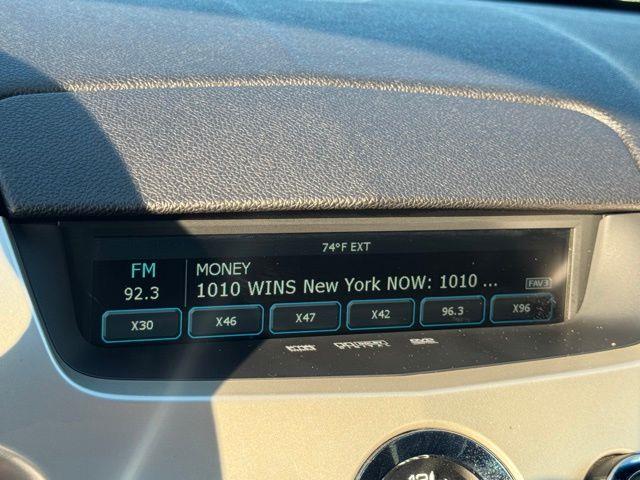 74°F EXT
FM MONEY
92.3 1010 WINS New York NOW: 1010 ... FAV3
X30 X46 X47 X42 96.3 X96